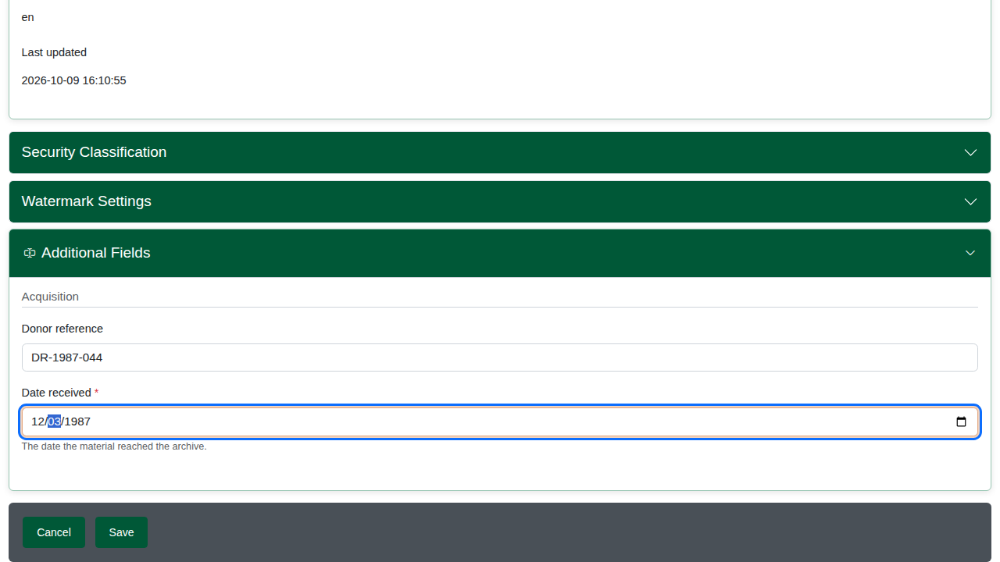 en
Last updated
2026-10-09 16:10:55
Security Classification
Watermark Settings
Additional Fields
Acquisition
Donor reference
DR-1987-044
Date received *
12/03/1987
The date the material reached the archive.
Cancel Save